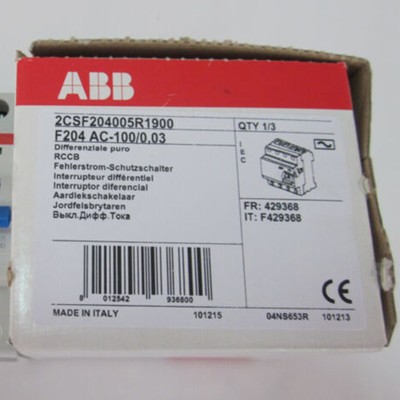 ABB
2CSF204005R1900
F204 AC-100/0,03
Differenziale puro
RCCB
Fehlerstrom-Schutzschalter
Interrupteur différentiel
Interruptor diferencial
Aardlekschakelaar
Jordfelsbrytaren
Выкл.Дифф.Тока
QTY 1/3
I
E
C
FR: 429368
IT: F429368
8 012542 936800
CE
MADE IN ITALY 101215 04NS653R 101213